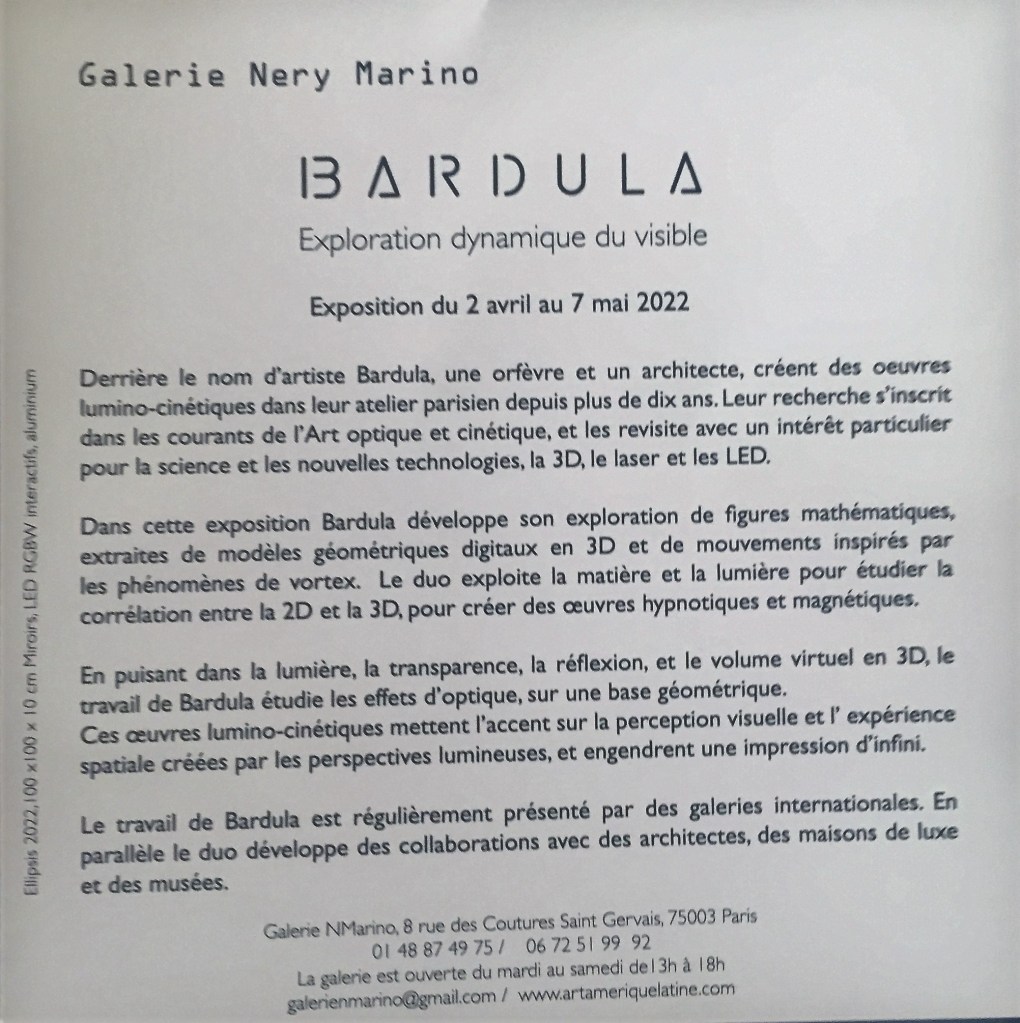 Galerie Nery Marino
BARDULA
Exploration dynamique du visible
Exposition du 2 avril au 7 mai 2022
Derrière le nom d'artiste Bardula, une orfèvre et un architecte, créent des oeuvres
lumino-cinétiques dans leur atelier parisien depuis plus de dix ans. Leur recherche s'inscrit
dans les courants de l'Art optique et cinétique, et les revisite avec un intérêt particulier
pour la science et les nouvelles technologies, la 3D, le laser et les LED.
Dans cette exposition Bardula développe son exploration de figures mathématiques,
extraites de modèles géométriques digitaux en 3D et de mouvements inspirés par
les phénomènes de vortex. Le duo exploite la matière et la lumière pour étudier la
corrélation entre la 2D et la 3D, pour créer des œuvres hypnotiques et magnétiques.
En puisant dans la lumière, la transparence, la réflexion, et le volume virtuel en 3D, le
travail de Bardula étudie les effets d'optique, sur une base géométrique.
Ces œuvres lumino-cinétiques mettent l'accent sur la perception visuelle et l' expérience
spatiale créées par les perspectives lumineuses, et engendrent une impression d'infini.
Le travail de Bardula est régulièrement présenté par des galeries internationales. En
parallèle le duo développe des collaborations avec des architectes, des maisons de luxe
et des musées.
Galerie NMarino, 8 rue des Coutures Saint Gervais, 75003 Paris
01 48 87 49 75 / 06 72 51 99 92
La galerie est ouverte du mardi au samedi de13h à 18h
galerienmarino@gmail.com / www.artameriquelatine.com
Ellipsis 2022,100 x100 x 10 cm Miroirs, LED RGBW interactifs, aluminium